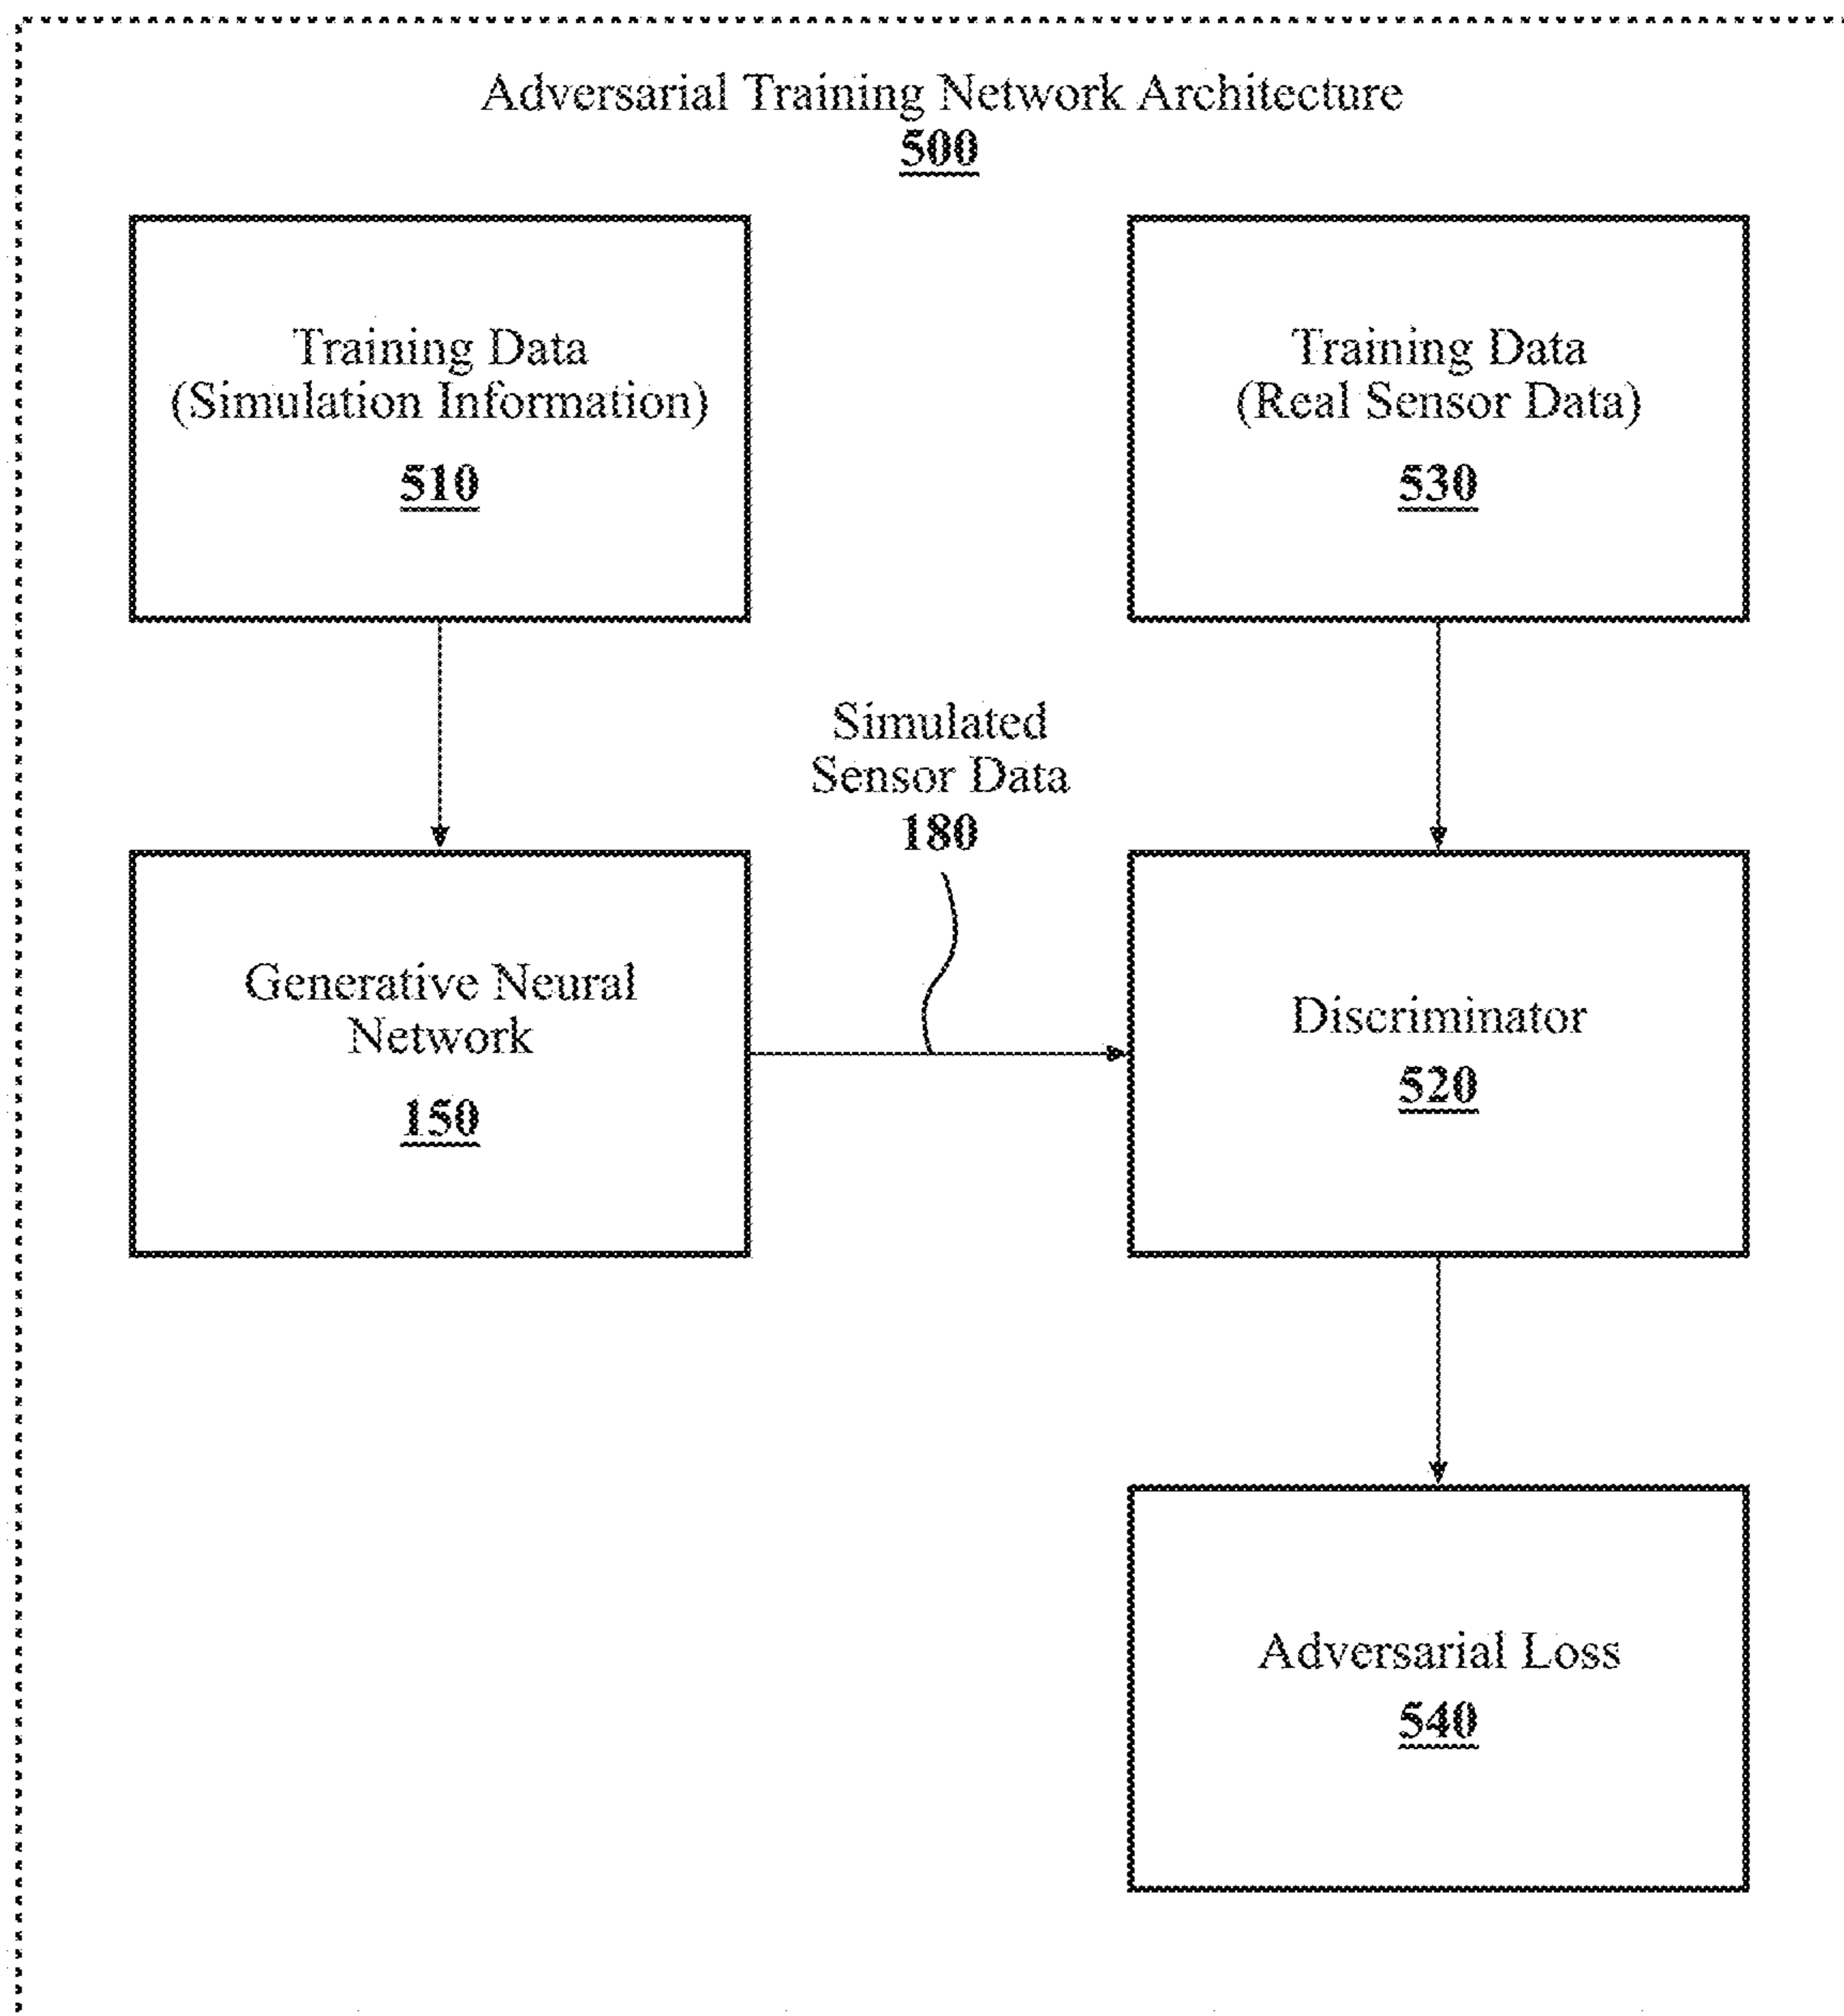 Adversarial Training Network Architecture
500
Training Data
(Simulation Information)
510
Training Data
(Real Sensor Data)
530
Simulated
Sensor Data
180
Generative Neural
Network
150
Discriminator
520
Adversarial Loss
540